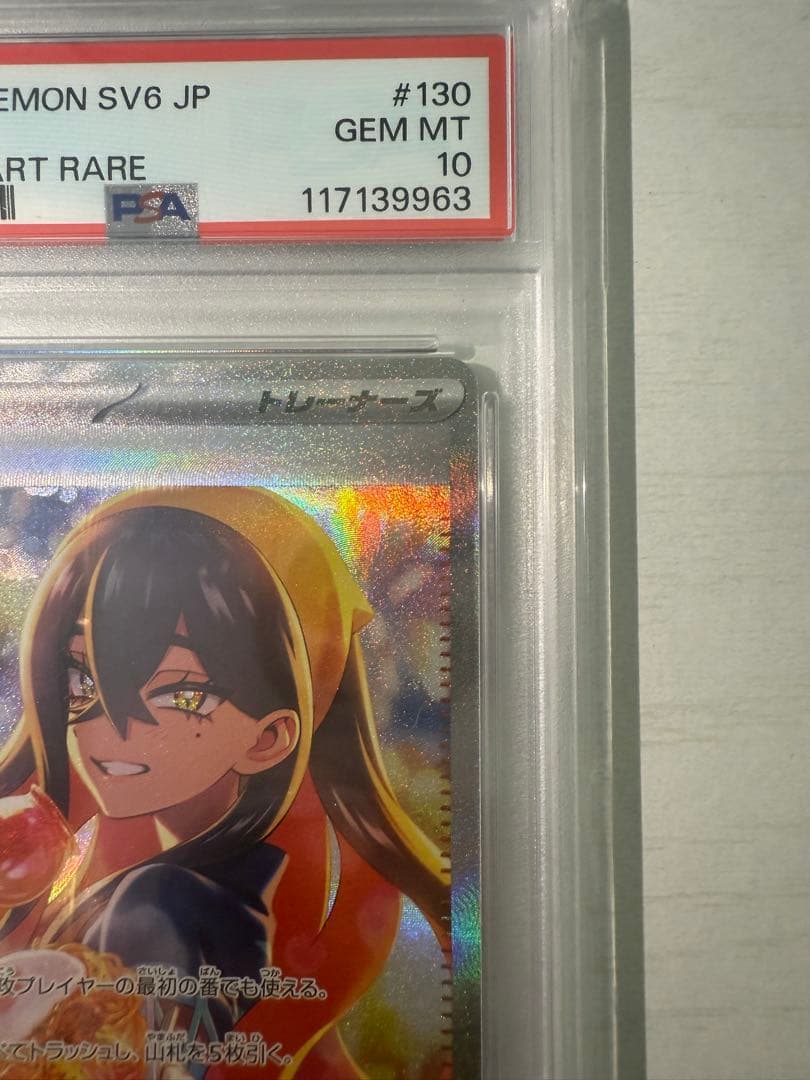 EMON SV6 JP #130
GEM MT
ART RARE 10
PSA 117139963
トレーナーズ
攻プレイヤーの最初の番でも使える。
べてトラッシュし、山札を5枚引く。